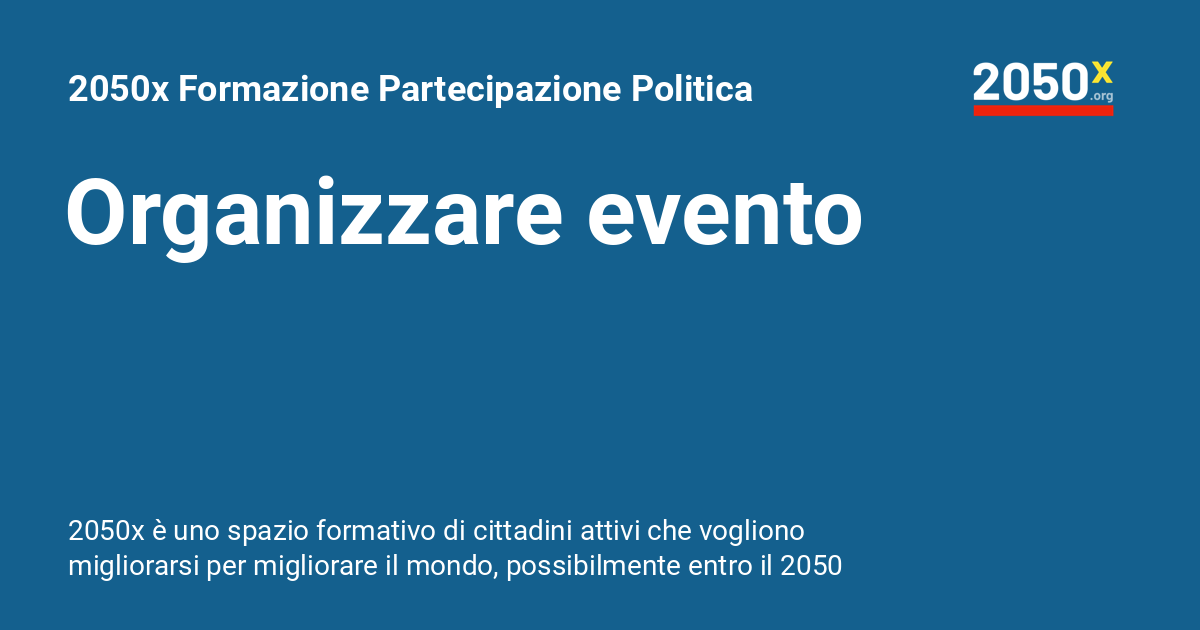 2050x Formazione Partecipazione Politica
2050x
.org
Organizzare evento
2050x è uno spazio formativo di cittadini attivi che vogliono
migliorarsi per migliorare il mondo, possibilmente entro il 2050